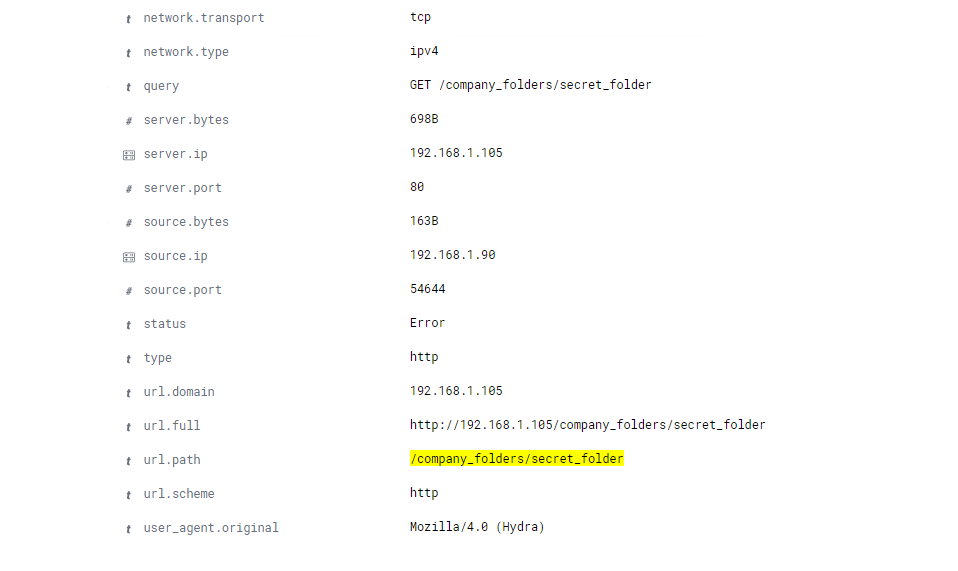 t network.transport tcp
t network.type ipv4
t query GET /company_folders/secret_folder
# server.bytes 698B
server.ip 192.168.1.105
# server.port 80
# source.bytes 163B
source.ip 192.168.1.90
# source.port 54644
t status Error
t type http
t url.domain 192.168.1.105
t url.full http://192.168.1.105/company_folders/secret_folder
t url.path /company_folders/secret_folder
t url.scheme http
t user_agent.original Mozilla/4.0 (Hydra)